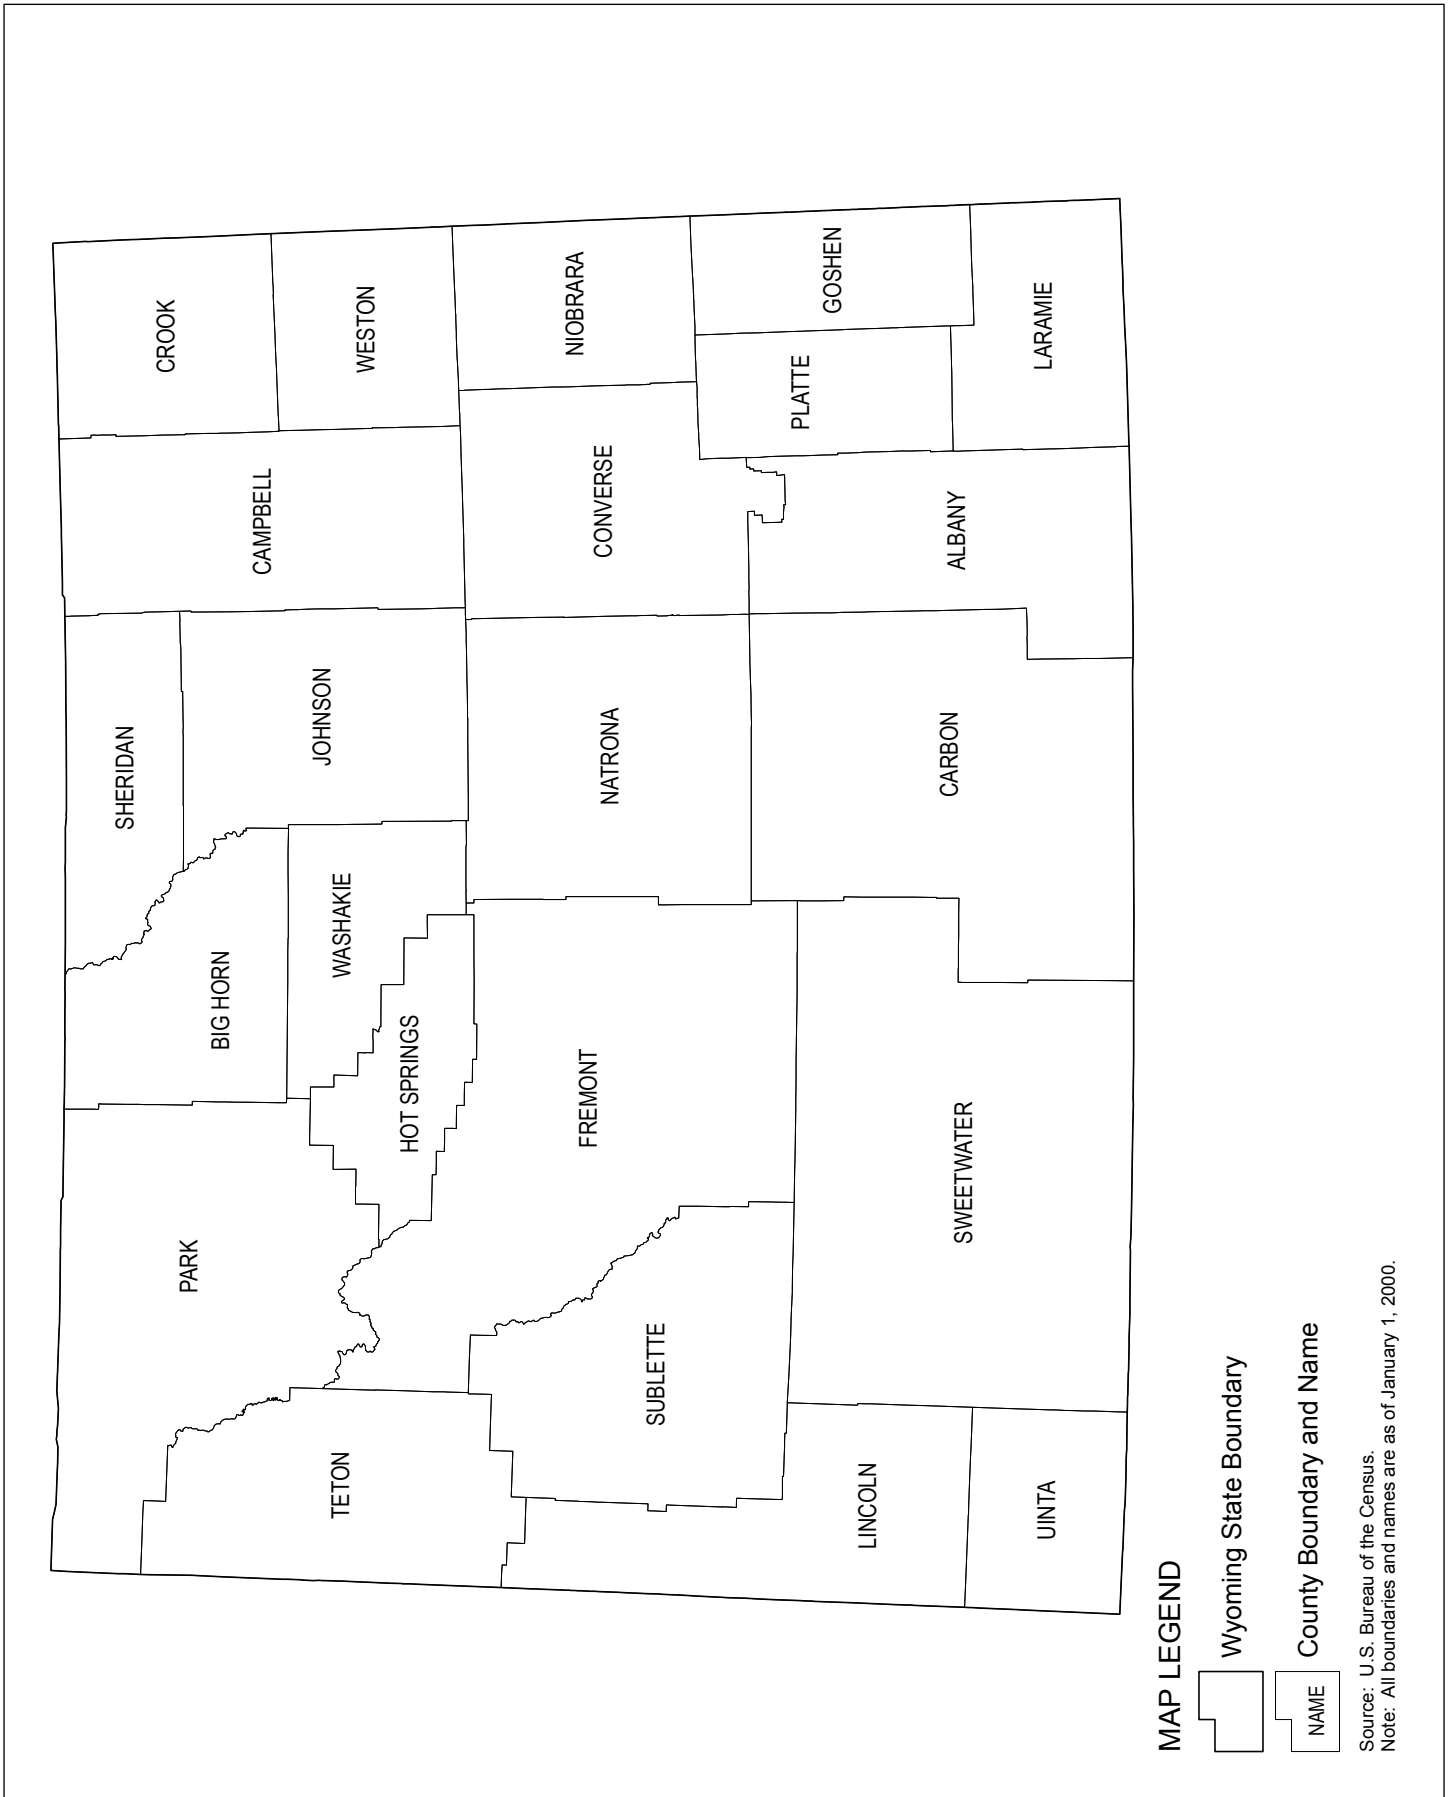 CROOK
WESTON
NIOBRARA
GOSHEN
LARAMIE
PLATTE
CAMPBELL
CONVERSE
ALBANY
SHERIDAN
JOHNSON
NATRONA
CARBON
BIG HORN
WASHAKIE
HOT SPRINGS
FREMONT
SWEETWATER
PARK
SUBLETTE
TETON
LINCOLN
UINTA
MAP LEGEND
Wyoming State Boundary
NAME
County Boundary and Name
Source: U.S. Bureau of the Census.
Note: All boundaries and names are as of January 1, 2000.